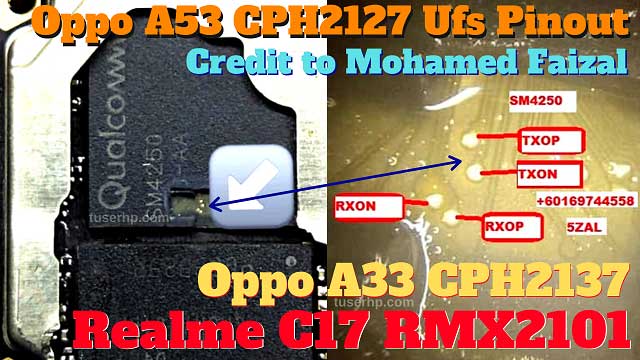 Oppo A53 CPH2127 Ufs Pinout
Credit to Mohamed Faizal
Qualcomm
SM4250
tuserhp.com
SM4250
TXOP
TXON
+60169744558
RXON
RXOP
5ZAL
Oppo A33 CPH2137
tuserhp.com
Realme C17 RMX2101